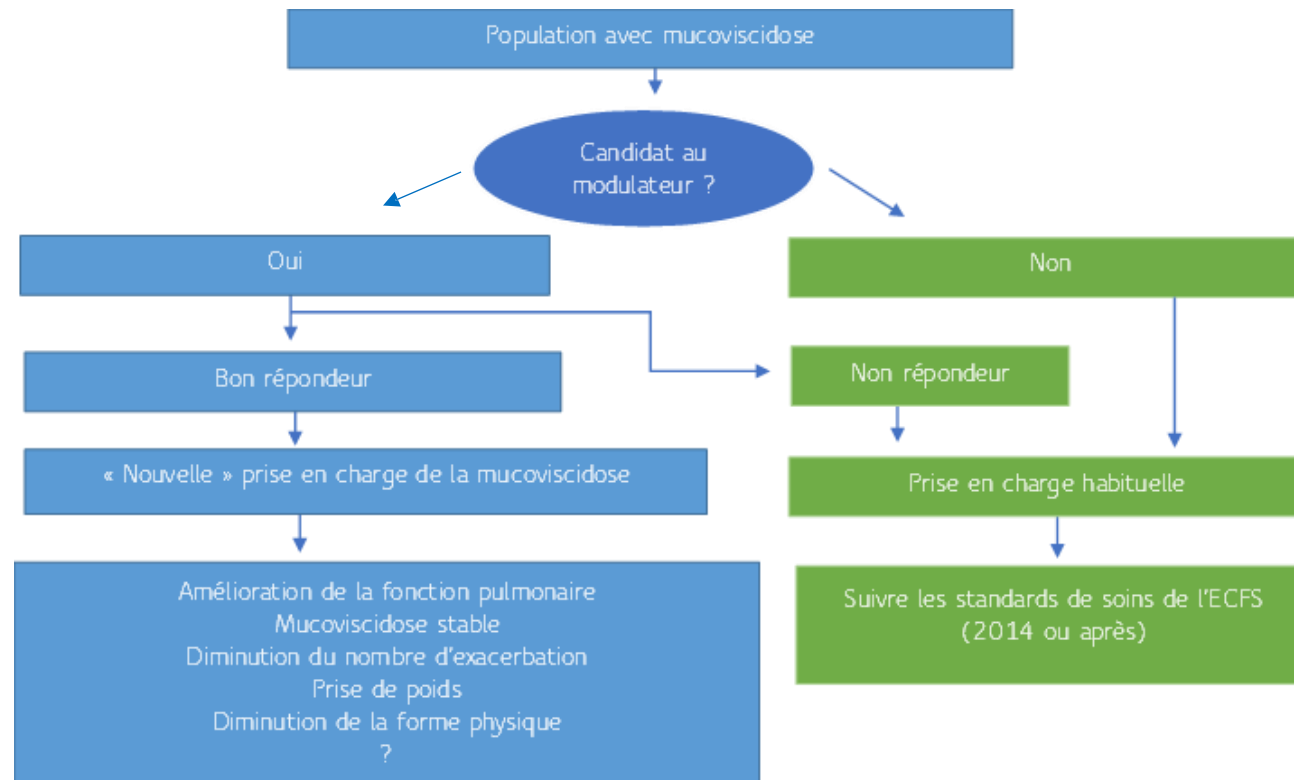 Population avec mucoviscidose
Candidat au
modulateur ?
Oui
Non
Bon répondeur
Non répondeur
« Nouvelle » prise en charge de la mucoviscidose
Prise en charge habituelle
Amélioration de la fonction pulmonaire
Mucoviscidose stable
Diminution du nombre d'exacerbation
Prise de poids
Diminution de la forme physique
?
Suivre les standards de soins de l'ECFS
(2014 ou après)